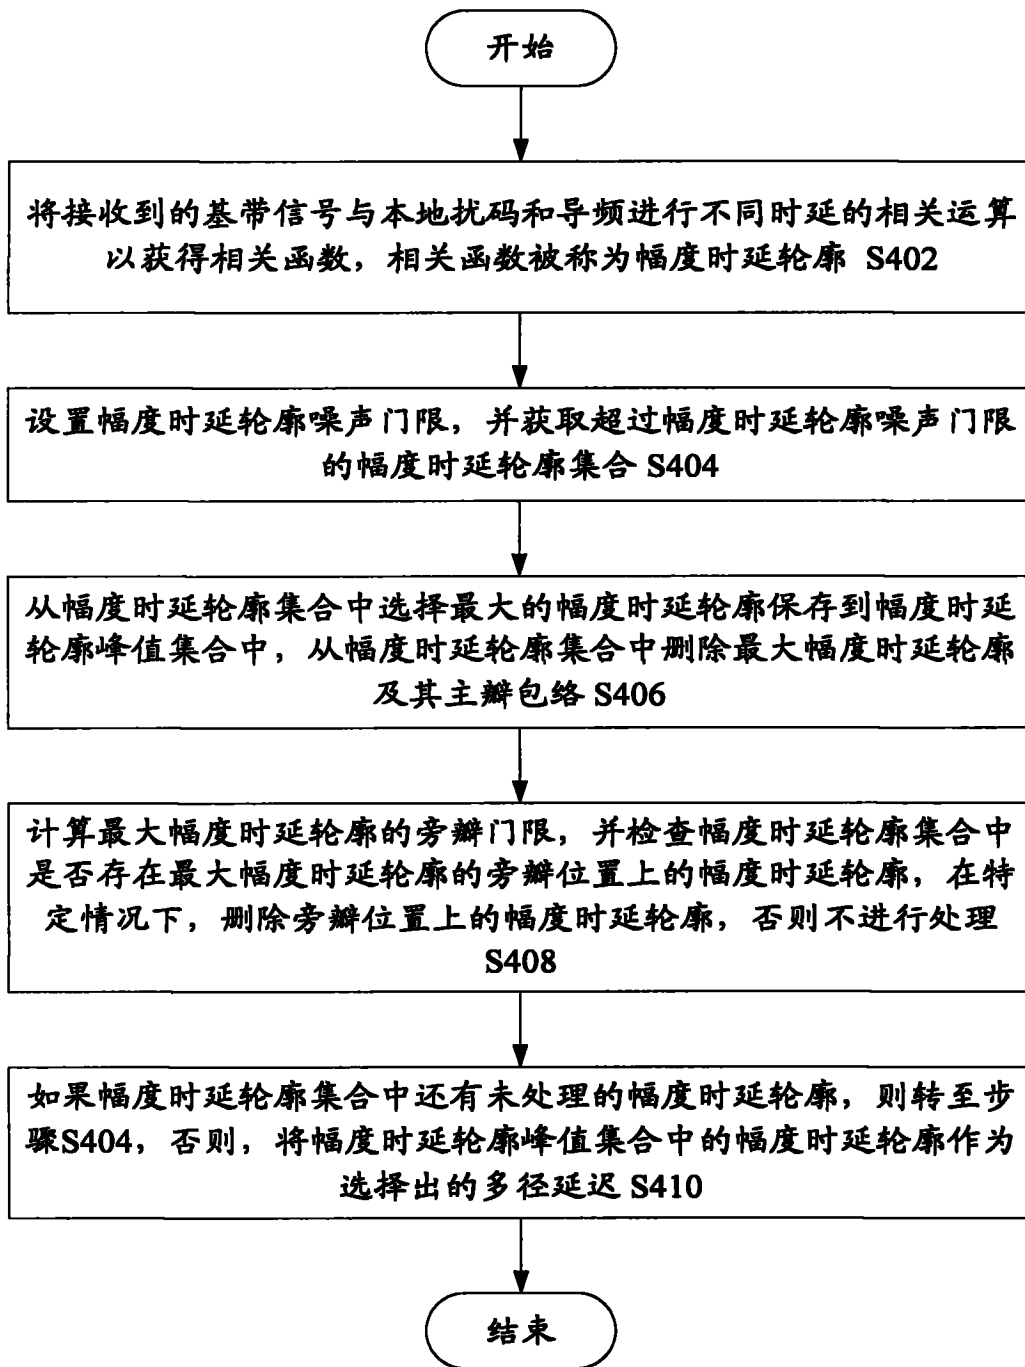 开始
将接收到的基带信号与本地扰码和导频进行不同时延的相关运算
以获得相关函数，相关函数被称为幅度时延轮廓 S402
设置幅度时延轮廓噪声门限，并获取超过幅度时延轮廓噪声门限
的幅度时延轮廓集合 S404
从幅度时延轮廓集合中选择最大的幅度时延轮廓保存到幅度时延
轮廓峰值集合中，从幅度时延轮廓集合中删除最大幅度时延轮廓
及其主瓣包络 S406
计算最大幅度时延轮廓的旁瓣门限，并检查幅度时延轮廓集合中
是否存在最大幅度时延轮廓的旁瓣位置上的幅度时延轮廓，在特
定情况下，删除旁瓣位置上的幅度时延轮廓，否则不进行处理
S408
如果幅度时延轮廓集合中还有未处理的幅度时延轮廓，则转至步
骤S404，否则，将幅度时延轮廓峰值集合中的幅度时延轮廓作为
选择出的多径延迟 S410
结束